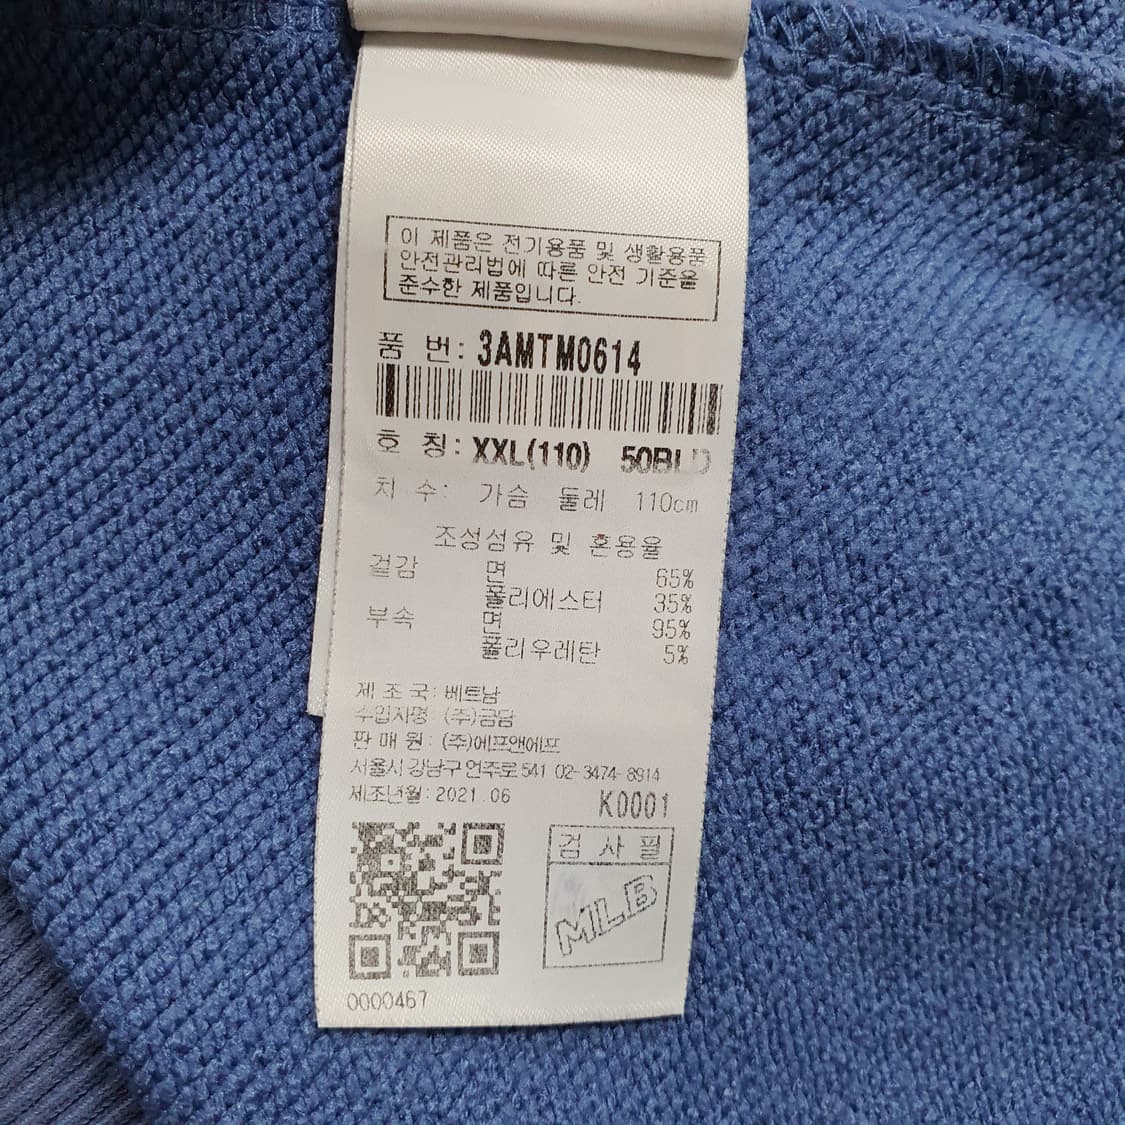 이 제품은 전기용품 및 생활용품
안전관리법에 따른 안전 기준을
준수한 제품입니다.
품 번: 3AMTM0614
호 칭: XXL(110) 50BLD
치 수: 가슴 둘레 110cm
조성섬유 및 혼용율
겉감 면 65%
폴리에스터 35%
부속 면 95%
폴리우레탄 5%
제 조 국: 베트남
수입자명 (주)금담
판 매 원: (주)에프앤에프
서울시 강남구 언주로 541 02-3474-8914
제조년월: 2021.06
K0001
검 사 필
MLB
0000467